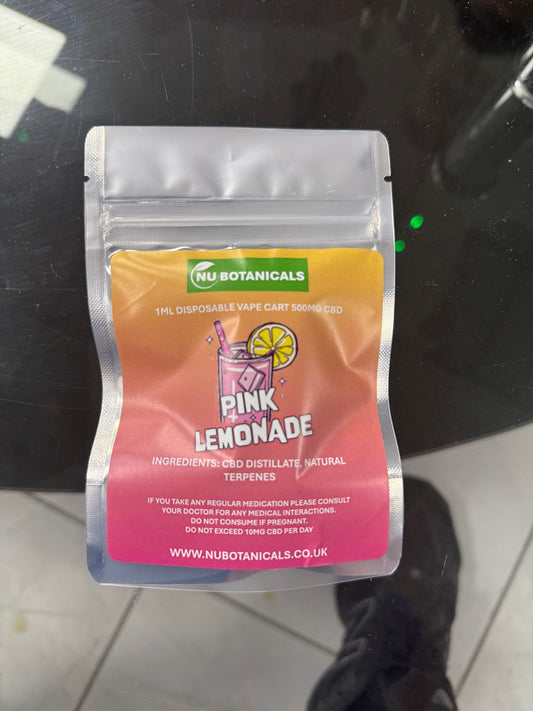 NU BOTANICALS
1ML DISPOSABLE VAPE CART 500MG CBD
PINK
LEMONADE
INGREDIENTS: CBD DISTILLATE, NATURAL
TERPENES
IF YOU TAKE ANY REGULAR MEDICATION PLEASE CONSULT
YOUR DOCTOR FOR ANY MEDICAL INTERACTIONS.
DO NOT CONSUME IF PREGNANT.
DO NOT EXCEED 10MG CBD PER DAY
WWW.NUBOTANICALS.CO.UK